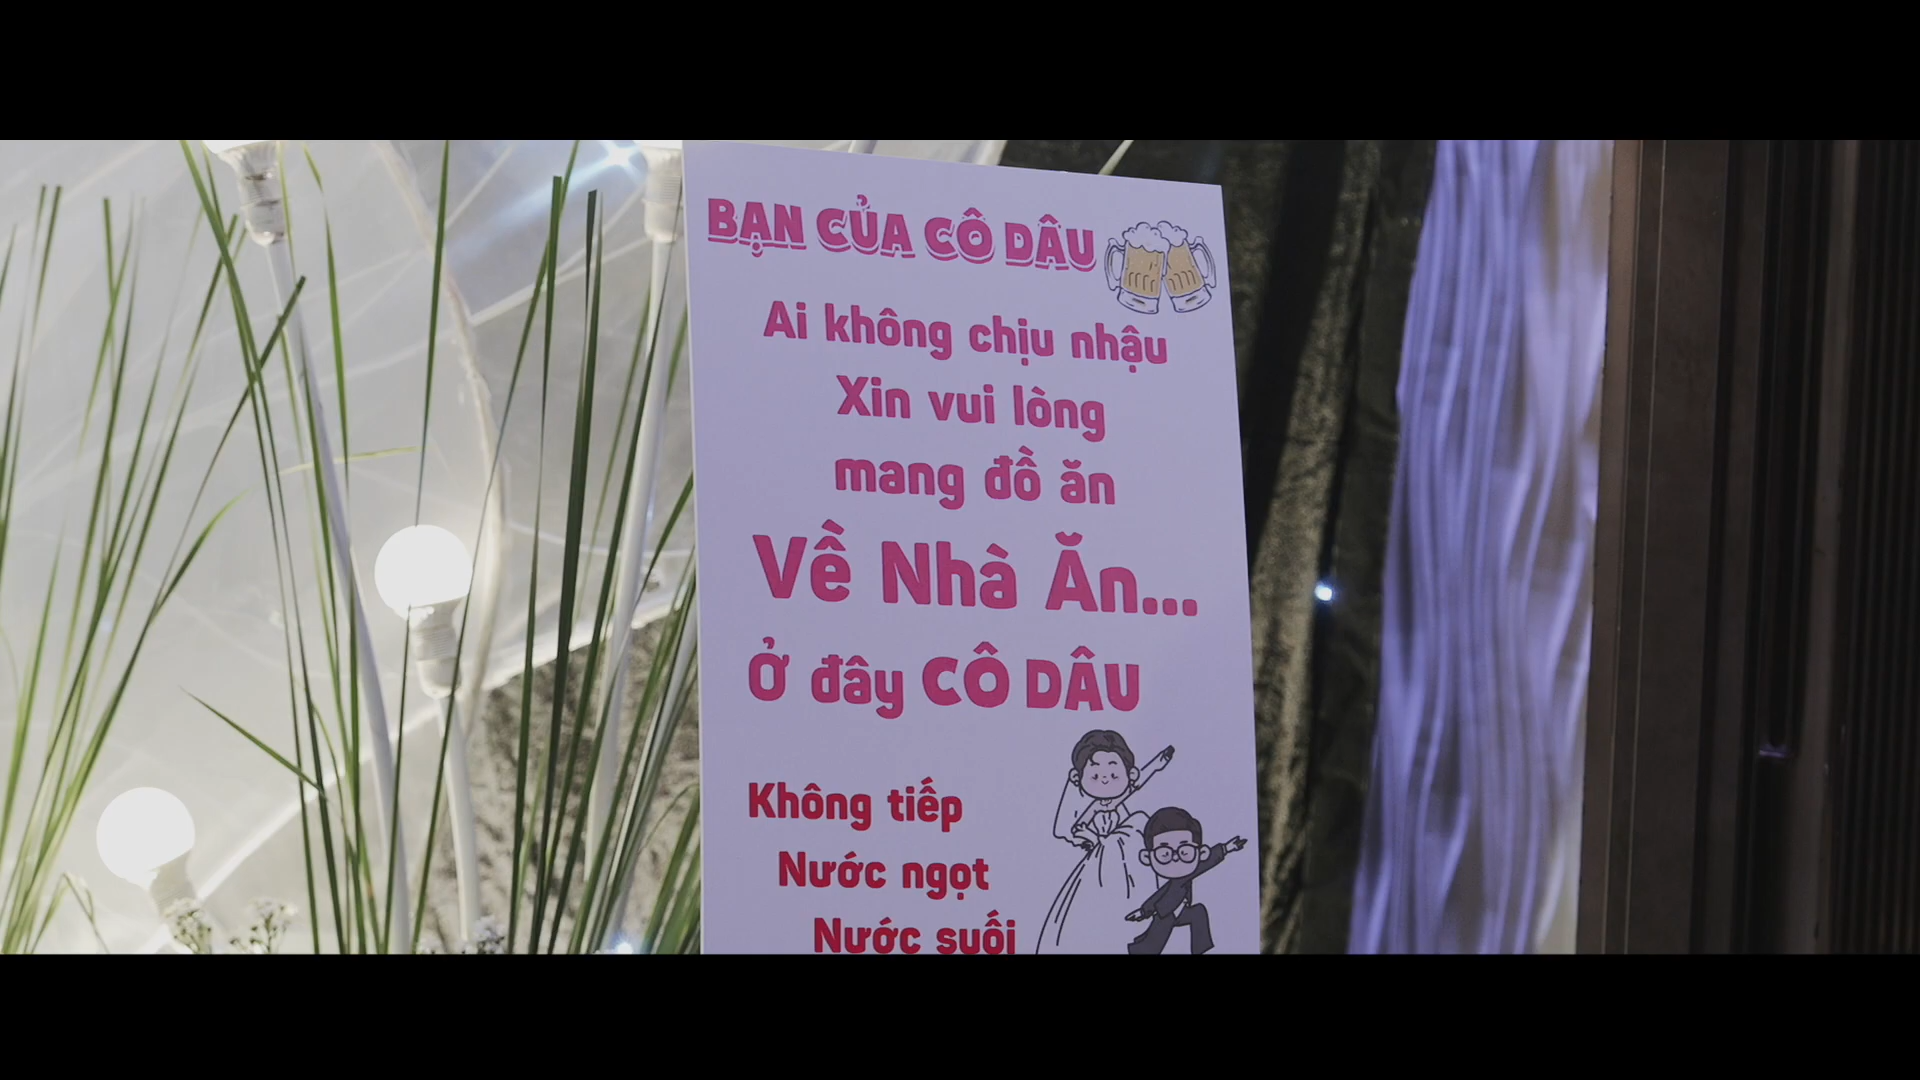 BẠN CỦA CÔ DÂU
Ai không chịu nhậu
Xin vui lòng
mang đồ ăn
Về Nhà Ăn...
Ở đây CÔ DÂU
Không tiếp
Nước ngọt
Nước suối